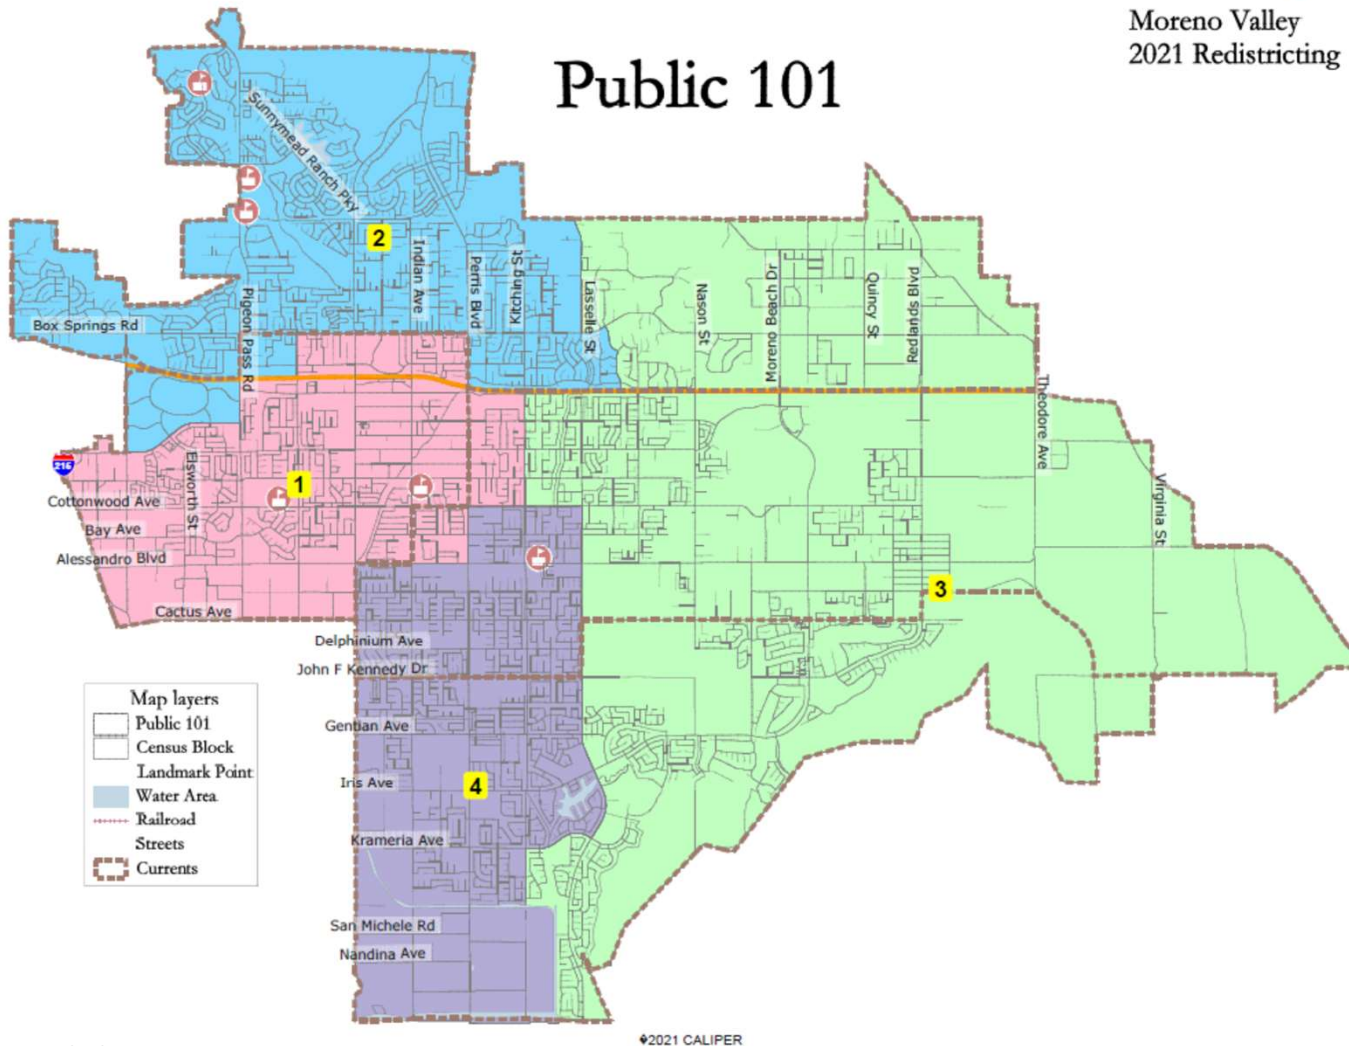 Moreno Valley
2021 Redistricting
Public 101
Sunnymead Ranch Pky
2
Indian Ave
Perris Blvd
Kitching St
Lasselle St
Nason St
Moreno Beach Dr
Quincy St
Redlands Blvd
Pigeon Pass Rd
Box Springs Rd
Theodore Ave
Virginia St
215
Elsworth St
1
Cottonwood Ave
Bay Ave
Alessandro Blvd
Cactus Ave
3
Delphinium Ave
John F Kennedy Dr
Gentian Ave
Iris Ave
4
Krameria Ave
San Michele Rd
Nandina Ave
Map layers
Public 101
Census Block
Landmark Point
Water Area
Railroad
Streets
Currents
�2021 CALIPER